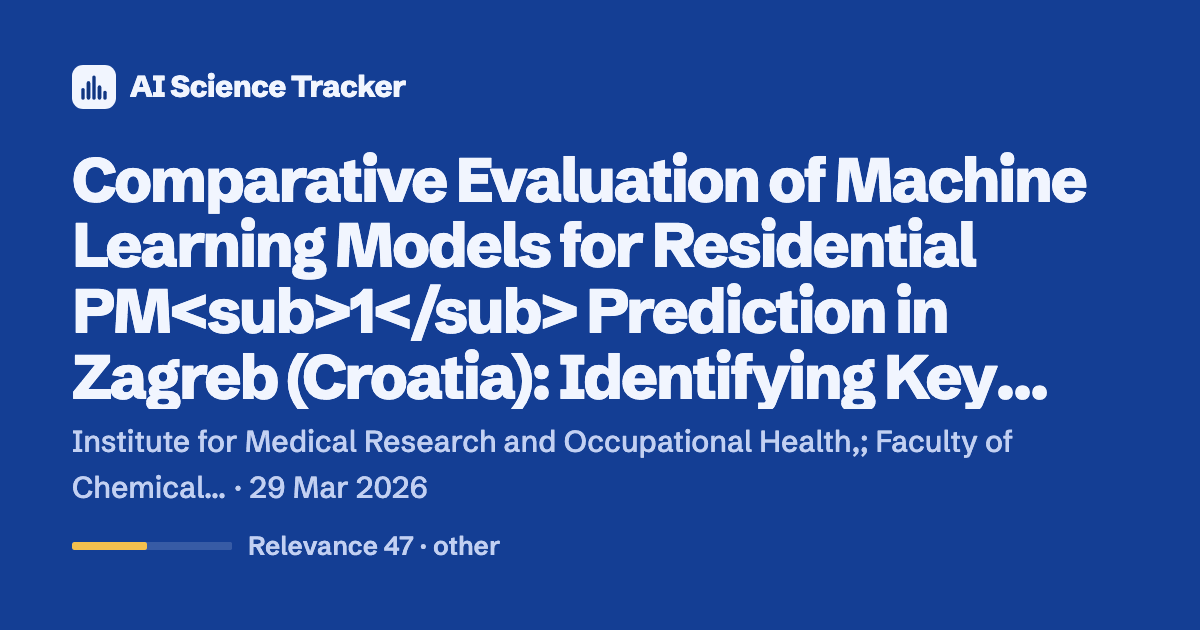 AI Science Tracker
Comparative Evaluation of Machine
Learning Models for Residential
PM<sub>1</sub> Prediction in
Zagreb (Croatia): Identifying Key...
Institute for Medical Research and Occupational Health,; Faculty of
Chemical... · 29 Mar 2026
Relevance 47 · other